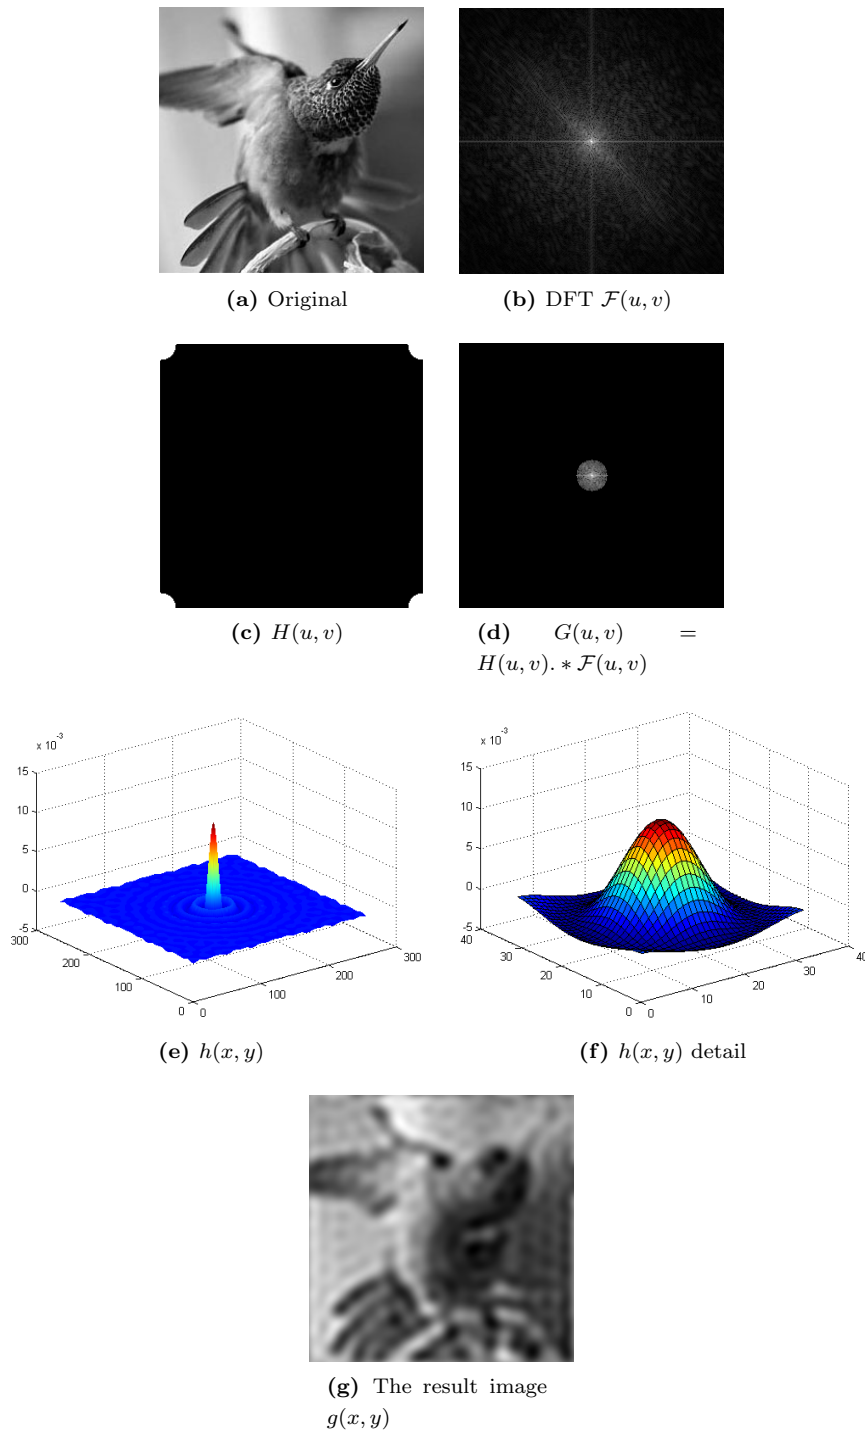 (a) Original
(b) DFT F(u, v)
(c) H(u, v)
(d) G(u, v) =
H(u, v). ∗ F(u, v)
x 10^-3
15
10
5
0
-5
300
200
100
0
0
100
200
300
x 10^-3
15
10
5
0
-5
40
30
20
10
0
0
10
20
30
40
(e) h(x, y)
(f) h(x, y) detail
(g) The result image
g(x, y)